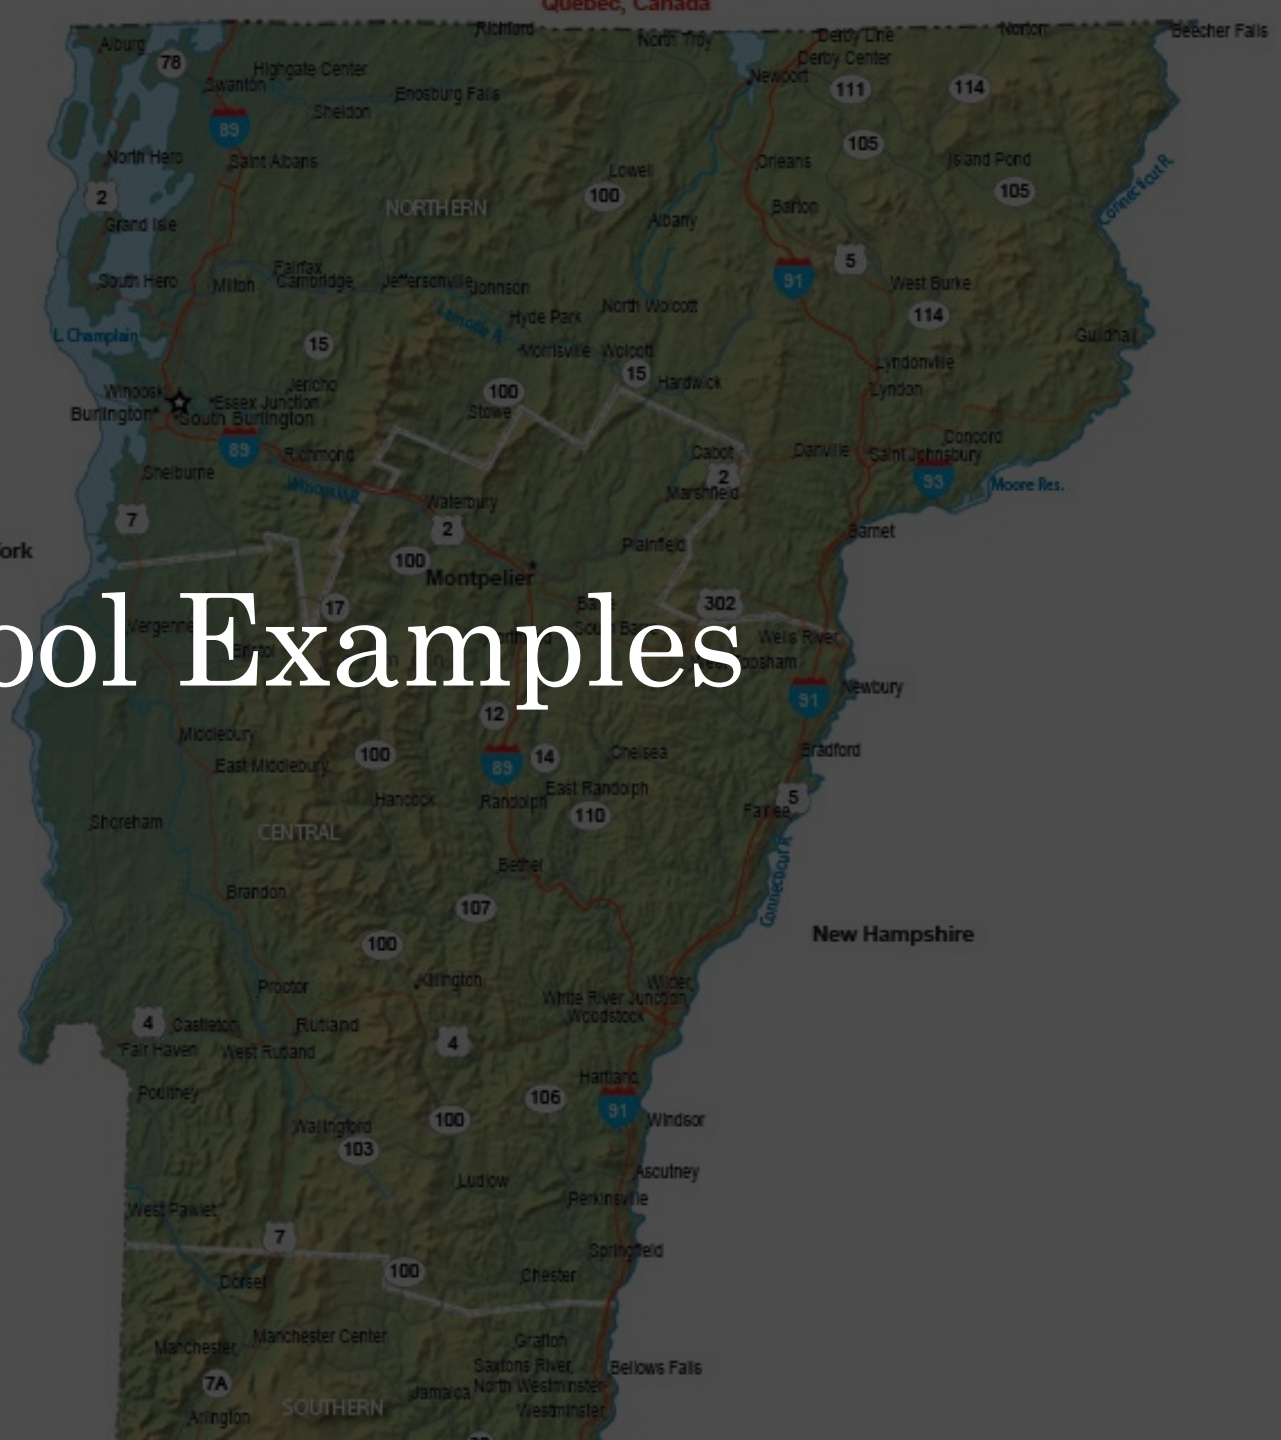 Quebec, Canada
Richford
North Troy
Derby Line
Norton
Beecher Falls
Alburg
78
Highgate Center
Derby Center
Swanton
Newport
111
114
Enosburg Falls
Sheldon
89
105
North Hero
Saint Albans
Orleans
Island Pond
Lowell
100
105
Connecticut R
2
NORTHERN
Barton
Grand Isle
Albany
5
South Hero
Milton
Fairfax
Cambridge
Jeffersonville
Johnson
91
West Burke
North Wolcott
Hyde Park
114
L. Champlain
Lamoille R
Guildhall
15
Morrisville
Wolcott
15
Lyndonville
Jericho
100
Hardwick
Lyndon
Essex Junction
Burlington
South Burlington
Stowe
Concord
89
Richmond
Cabot
Danville
Saint Johnsbury
Shelburne
2
93
Moore Res.
Winooski R
Marshfield
7
Waterbury
2
Barnet
ork
Plainfield
100
Montpelier
17
302
ool Examples
Wells River
Newbury
91
12
Middlebury
100
89
14
Chelsea
Bradford
East Middlebury
Hancock
Randolph
East Randolph
5
Fairlee
110
Shoreham
CENTRAL
Bethel
Connecticut R
Brandon
107
New Hampshire
100
Proctor
Killington
Wilder
White River Junction
4
Castleton
Rutland
Woodstock
Fair Haven
West Rutland
4
Hartland
Poultney
106
91
100
Windsor
Wallingford
103
Ascutney
Ludlow
Perkinsville
West Pawlet
7
Springfield
100
Chester
Dorset
Manchester
Manchester Center
Grafton
Saxtons River
Bellows Falls
7A
Jamaica
North Westminster
Arlington
SOUTHERN
Westminster